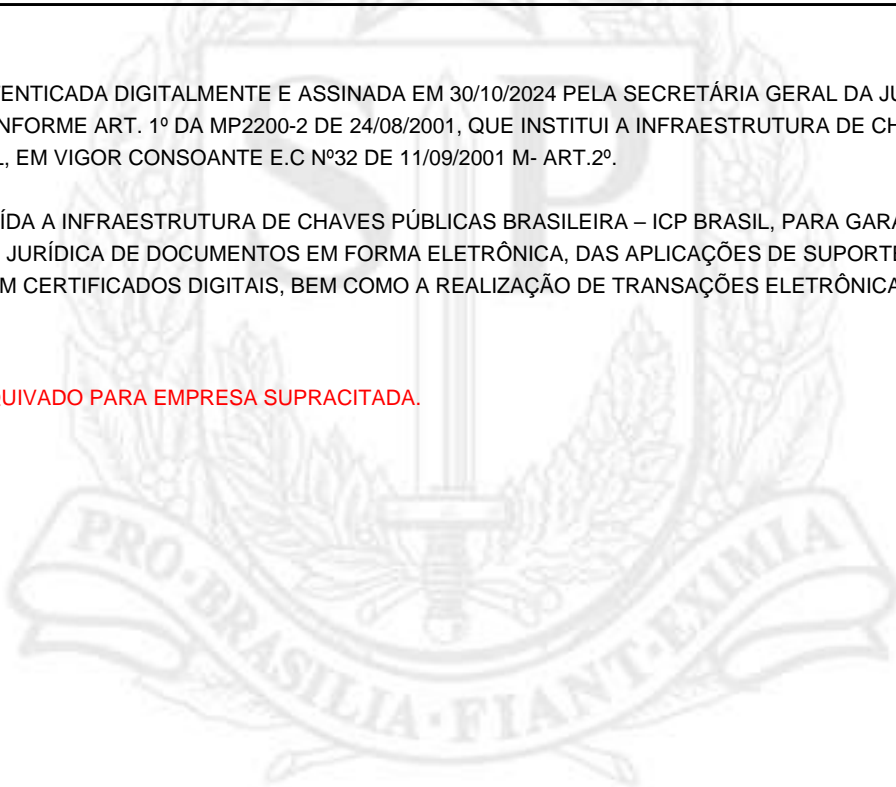 SP
ENTICADA DIGITALMENTE E ASSINADA EM 30/10/2024 PELA SECRETÁRIA GERAL DA JU
NFORME ART. 1º DA MP2200-2 DE 24/08/2001, QUE INSTITUI A INFRAESTRUTURA DE CH
L, EM VIGOR CONSOANTE E.C Nº32 DE 11/09/2001 M- ART.2º.
ÍDA A INFRAESTRUTURA DE CHAVES PÚBLICAS BRASILEIRA – ICP BRASIL, PARA GARA
JURÍDICA DE DOCUMENTOS EM FORMA ELETRÔNICA, DAS APLICAÇÕES DE SUPORTE
M CERTIFICADOS DIGITAIS, BEM COMO A REALIZAÇÃO DE TRANSAÇÕES ELETRÔNICA
UIVADO PARA EMPRESA SUPRACITADA.
PRO·BRASILIA·FIANT·EXIMIA